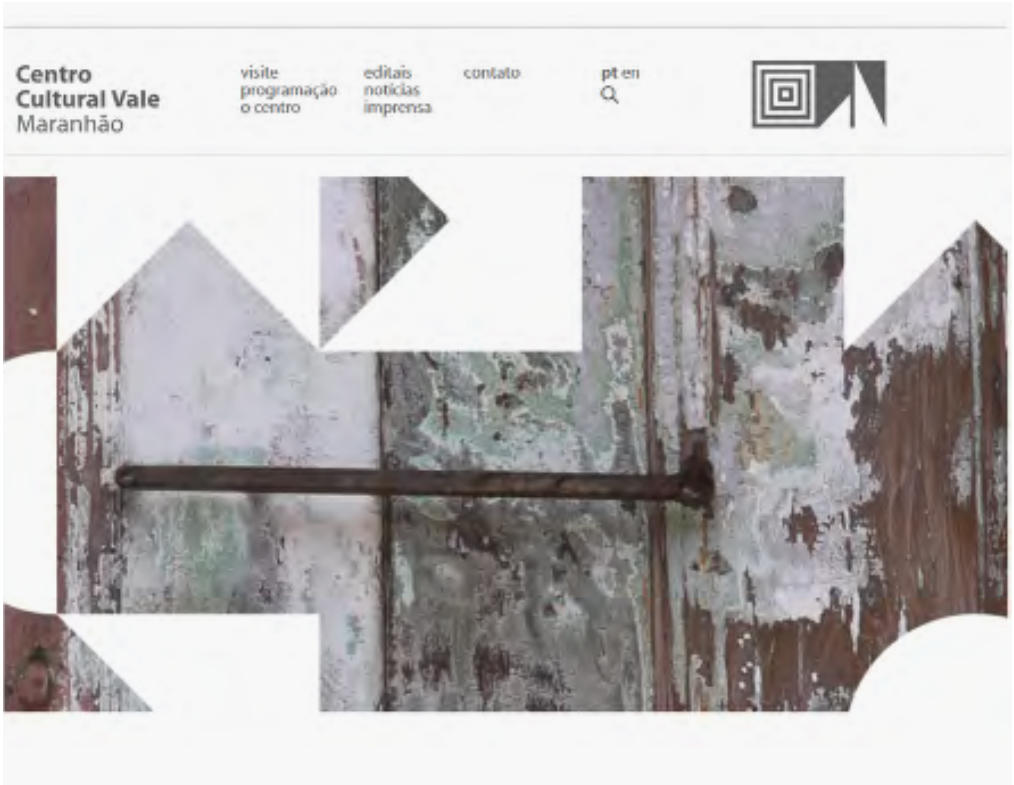 Centro
Cultural Vale
Maranhão
visite
programação
o centro
editais
notícias
imprensa
contato
pt en